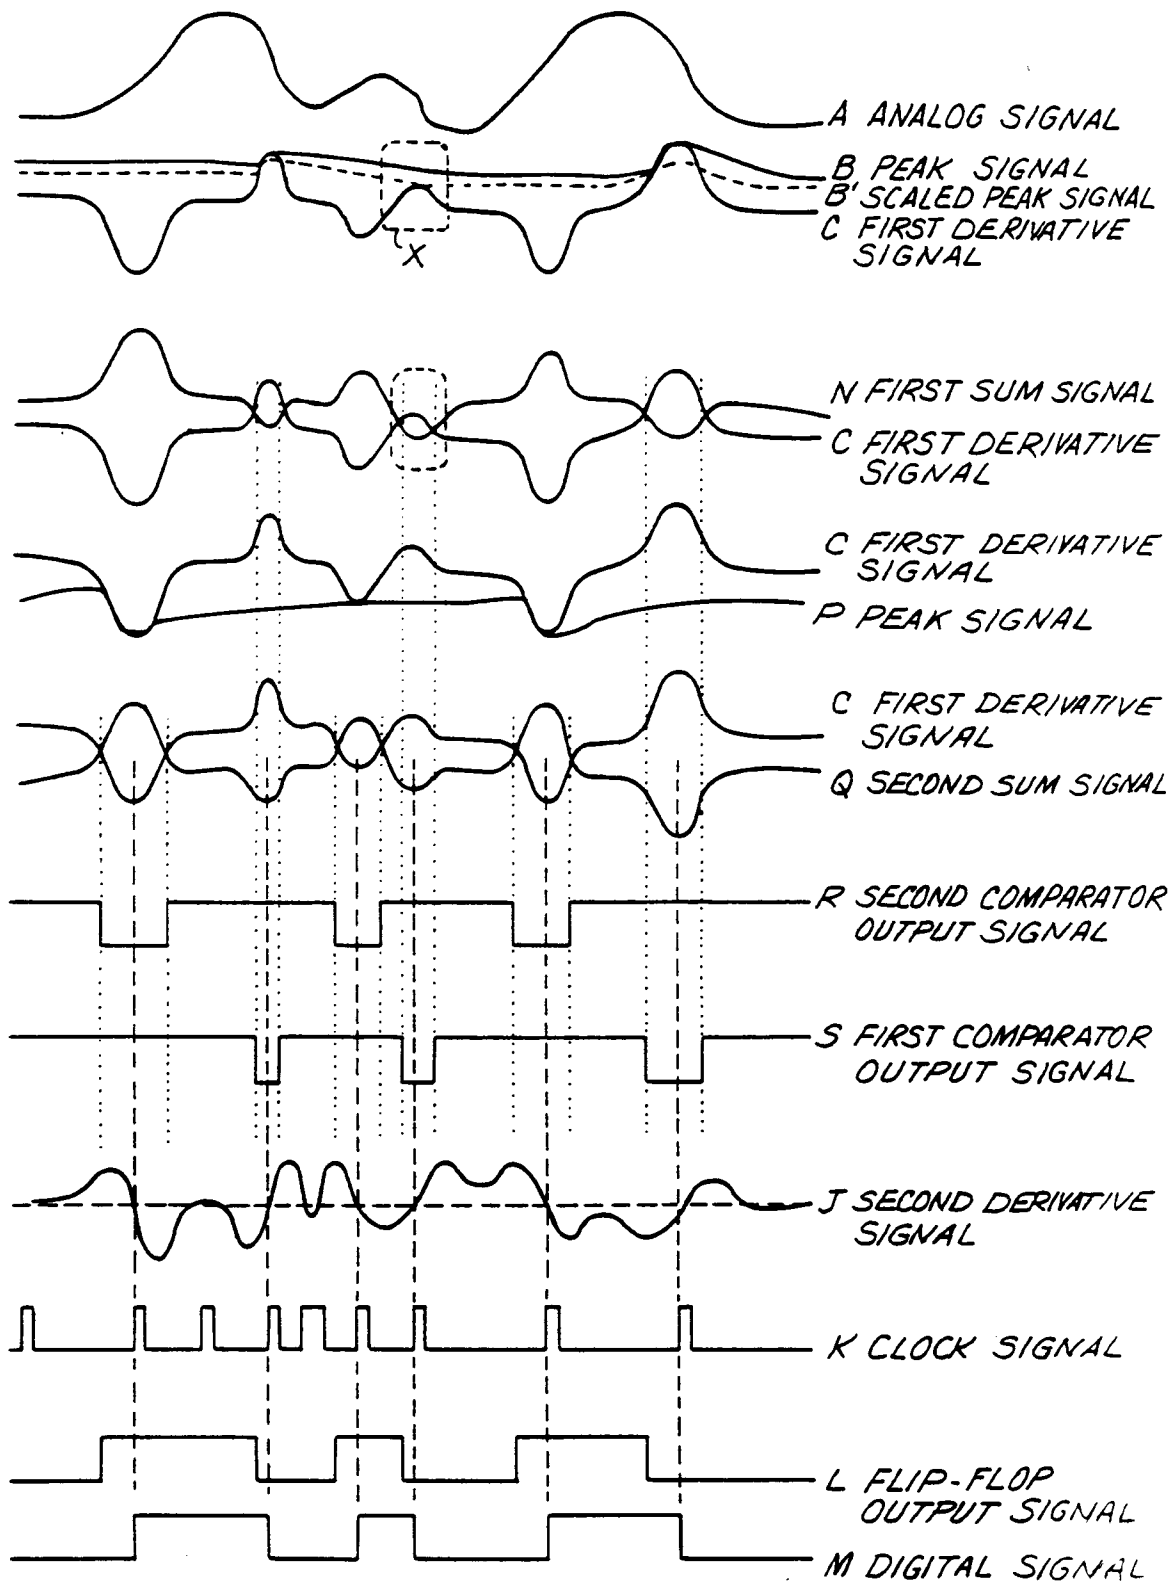 A ANALOG SIGNAL
B PEAK SIGNAL
B' SCALED PEAK SIGNAL
C FIRST DERIVATIVE
SIGNAL
X
N FIRST SUM SIGNAL
C FIRST DERIVATIVE
SIGNAL
C FIRST DERIVATIVE
SIGNAL
P PEAK SIGNAL
C FIRST DERIVATIVE
SIGNAL
Q SECOND SUM SIGNAL
R SECOND COMPARATOR
OUTPUT SIGNAL
S FIRST COMPARATOR
OUTPUT SIGNAL
J SECOND DERIVATIVE
SIGNAL
K CLOCK SIGNAL
L FLIP-FLOP
OUTPUT SIGNAL
M DIGITAL SIGNAL